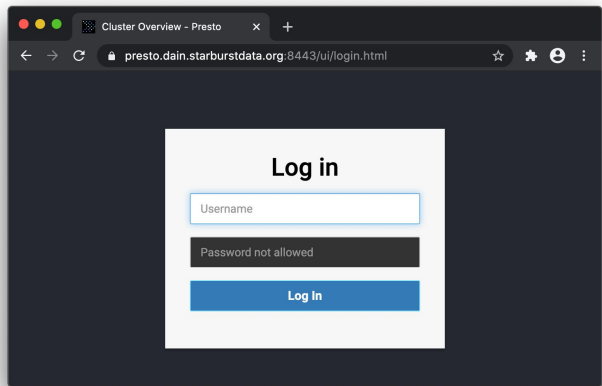 Cluster Overview - Presto
presto.dain.starburstdata.org:8443/ui/login.html
Log in
Username
Password not allowed
Log In